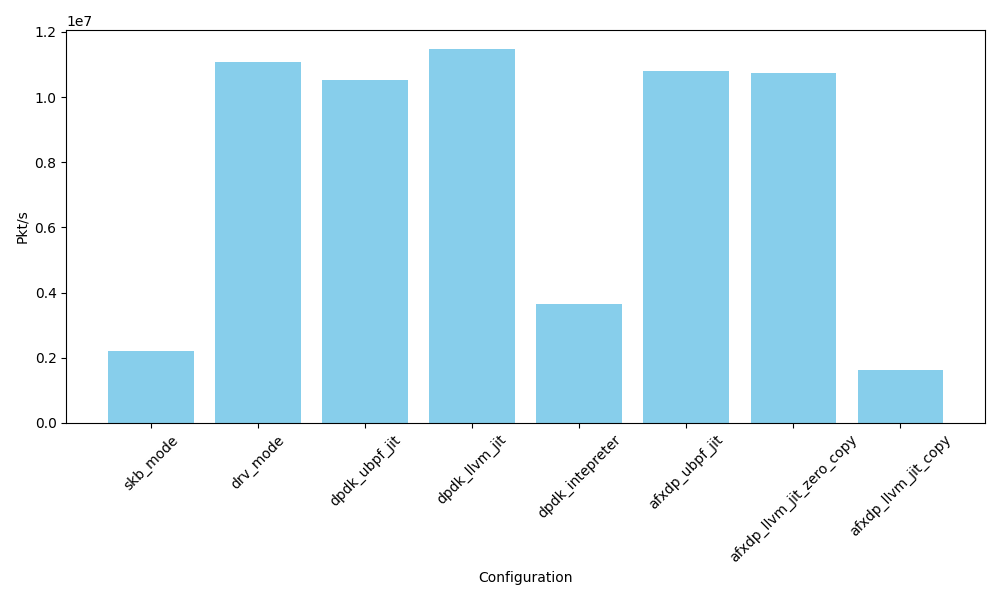 1e7
1.2
1.0
0.8
0.6
0.4
0.2
0.0
Pkt/s
skb_mode
drv_mode
dpdk_ubpf_jit
dpdk_llvm_jit
dpdk_intepreter
afxdp_ubpf_jit
afxdp_llvm_jit_zero_copy
afxdp_llvm_jit_copy
Configuration